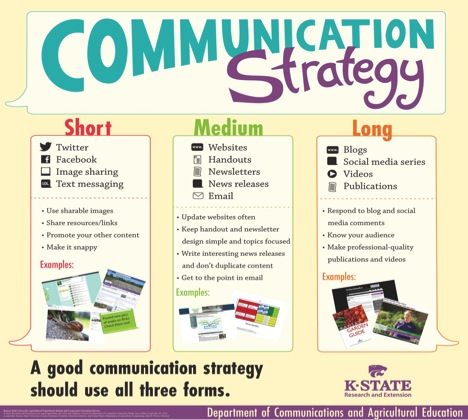 COMMUNICATION
Strategy
Short
Twitter
Facebook
Image sharing
LOL Text messaging
• Use sharable images
• Share resources/links
• Promote your other content
• Make it snappy
Examples:
Medium
www Websites
Handouts
Newsletters
News releases
Email
• Update websites often
• Keep handout and newsletter
design simple and topics focused
• Write interesting news releases
and don't duplicate content
• Get to the point in email
Examples:
Long
www Blogs
Social media series
Videos
Publications
• Respond to blog and social
media comments
• Know your audience
• Make professional-quality
publications and videos
Examples:
GARDEN
GUIDE
A good communication strategy
should use all three forms.
K-STATE
Research and Extension
Department of Communications and Agricultural Education